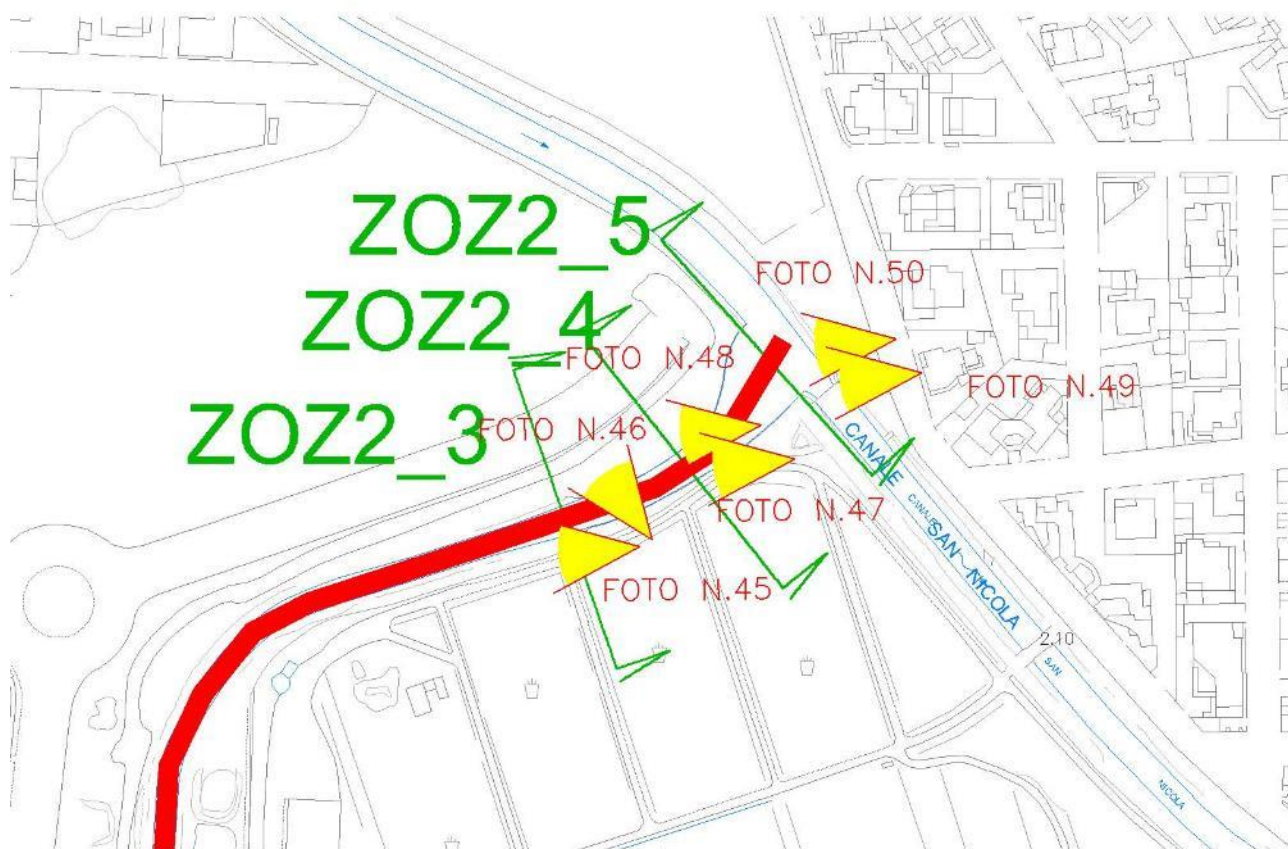 ZOZ2_5
FOTO N.50
ZOZ2_4
FOTO N.48
FOTO N.49
ZOZ2_3
FOTO N.46
CANALE
CANALE
FOTO N.47
SAN NICOLA
FOTO N.45
2,10
SAN
NICOLA